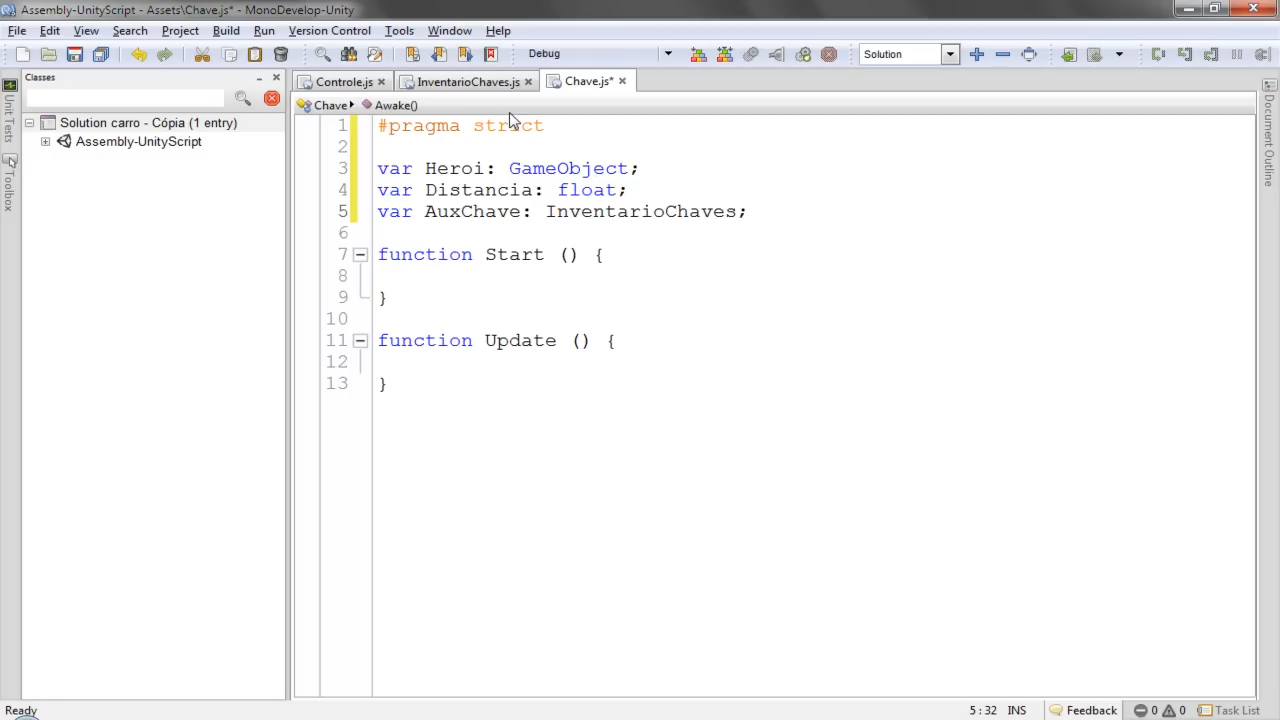 Assembly-UnityScript - Assets\Chave.js* - MonoDevelop-Unity
File Edit View Search Project Build Run Version Control Tools Window Help
Debug
Solution
Classes
Controle.js
InventarioChaves.js
Chave.js*
Chave
Awake()
Solution carro - Cópia (1 entry)
Assembly-UnityScript
Unit Tests
Toolbox
Document Outline
1 #pragma strict
2
3 var Heroi: GameObject;
4 var Distancia: float;
5 var AuxChave: InventarioChaves;
6
7 function Start () {
8
9 }
10
11 function Update () {
12
13 }
Ready
5 : 32 INS
Feedback
0
0
Task List